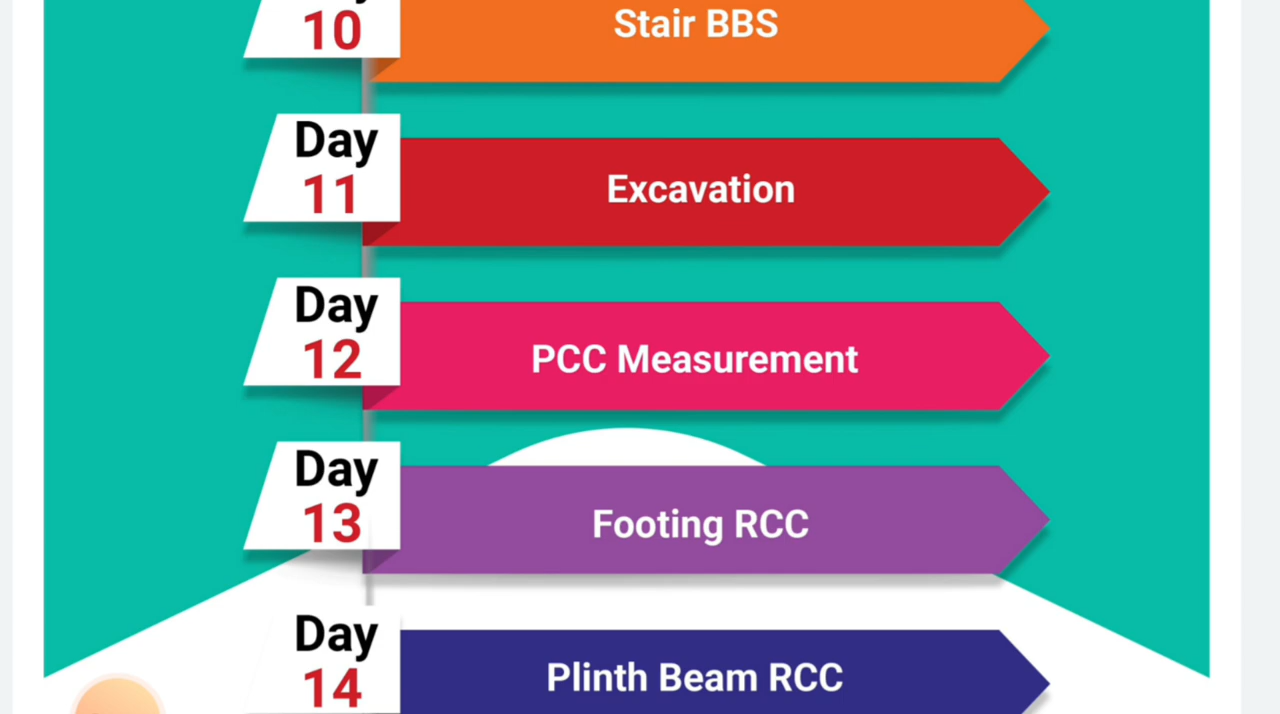 10
Stair BBS
Day
11
Excavation
Day
12
PCC Measurement
Day
13
Footing RCC
Day
14
Plinth Beam RCC